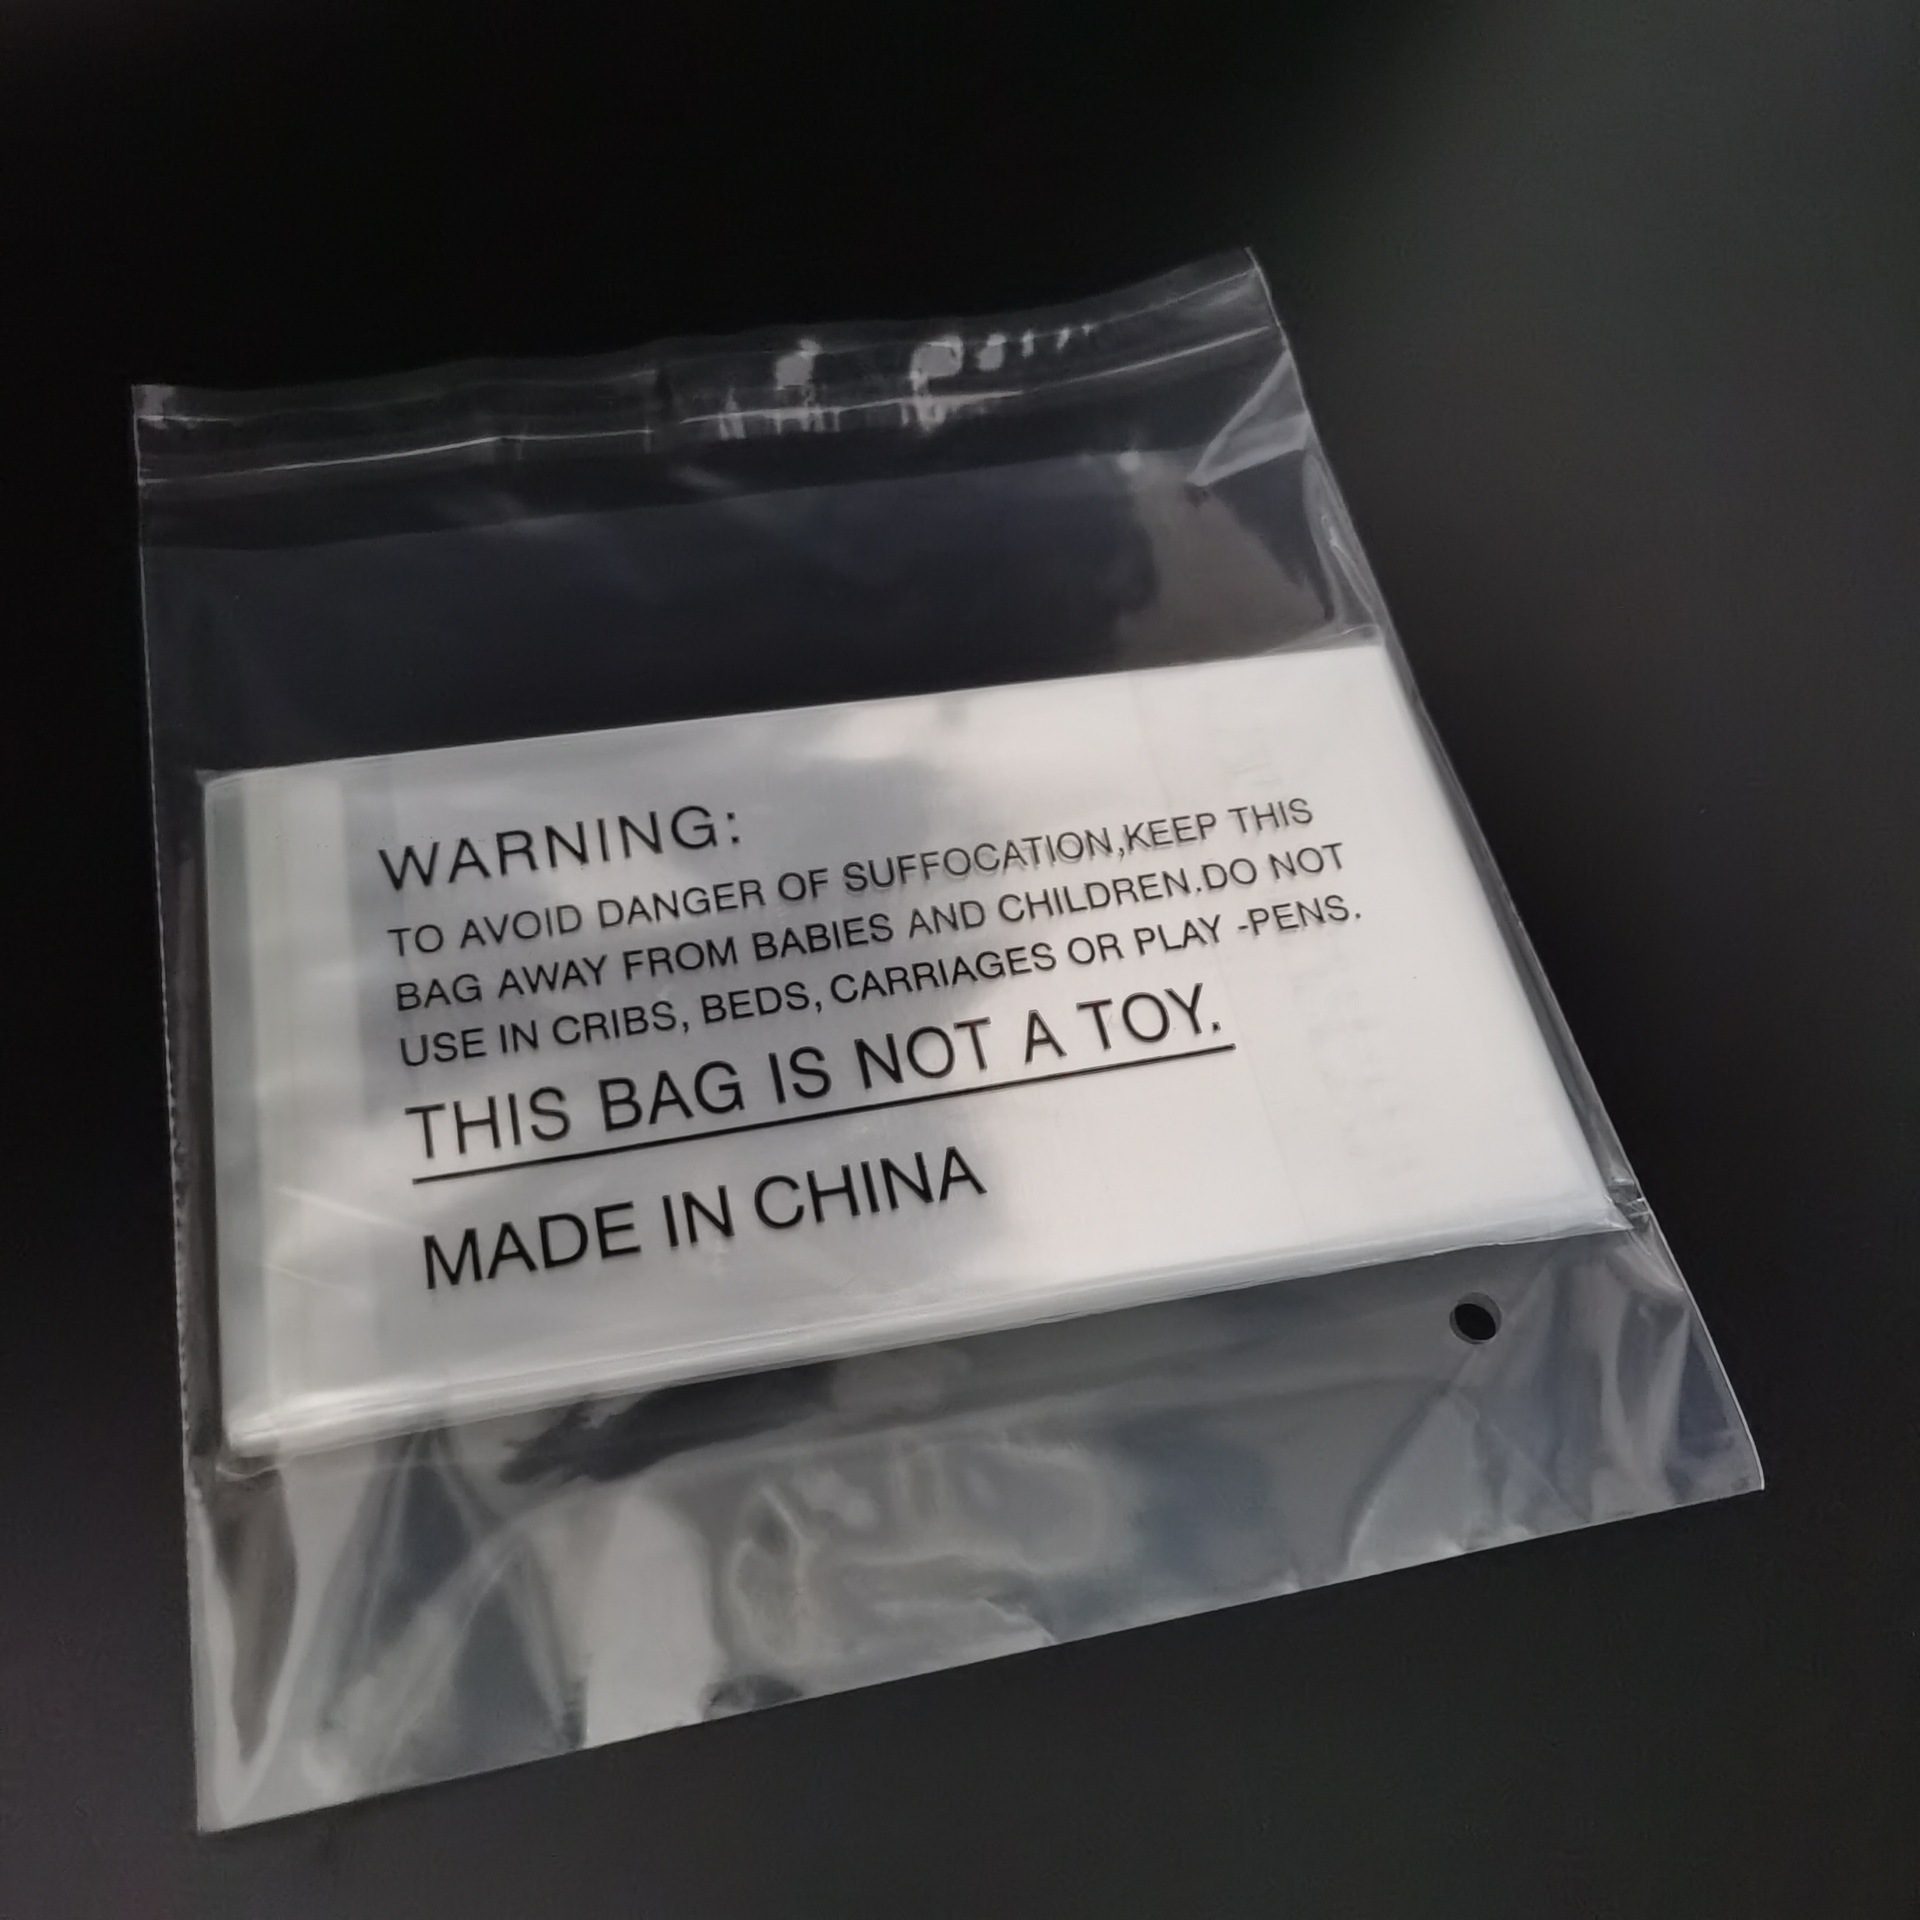 WARNING:
TO AVOID DANGER OF SUFFOCATION,KEEP THIS
BAG AWAY FROM BABIES AND CHILDREN.DO NOT
USE IN CRIBS, BEDS, CARRIAGES OR PLAY -PENS.
THIS BAG IS NOT A TOY.
MADE IN CHINA